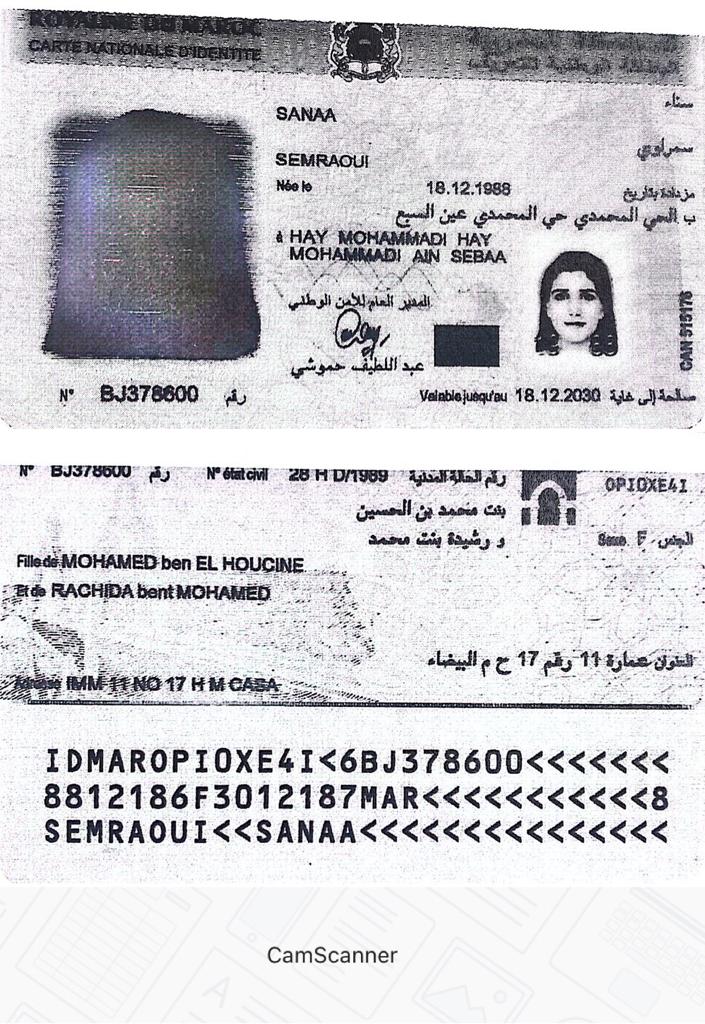 ROYAUME DU MAROC
CARTE NATIONALE D'IDENTITE
المملكة المغربية
البطاقة الوطنية للتعريف
SANAA
سناء
SEMRAOUI
سمراوي
Née le 18.12.1988 مزدادة بتاريخ
ب الحي المحمدي حي المحمدي عين السبع
à HAY MOHAMMADI HAY
MOHAMMADI AIN SEBAA
المدير العام للأمن الوطني
عبد اللطيف حموشي
CAN 515178
N° BJ378600 رقم
Valable jusqu'au 18.12.2030 صالحة إلى غاية
N° BJ378600 رقم N° état civil 28 H D/1989 رقم الحالة المدنية
OPIOXE4I
بنت محمد بن الحسين
و رشيدة بنت محمد
Sexe F الجنس
Fille de MOHAMED ben EL HOUCINE
Et de RACHIDA bent MOHAMED
العنوان عمارة 11 رقم 17 ح م البيضاء
Adresse IMM 11 NO 17 H M CASA
IDMAROPIOXE4I<6BJ378600<<<<<<<
8812186F3012187MAR<<<<<<<<<<<8
SEMRAOUI<<SANAA<<<<<<<<<<<<<<<
CamScanner